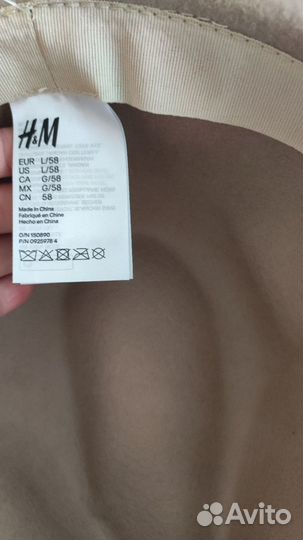 H&M
EUR L/58
US L/58
CA G/58
MX G/58
CN 58
Made in China
Fabriqué en Chine
Hecho en China
O/N 150890
P/N 0925978 4
Avito